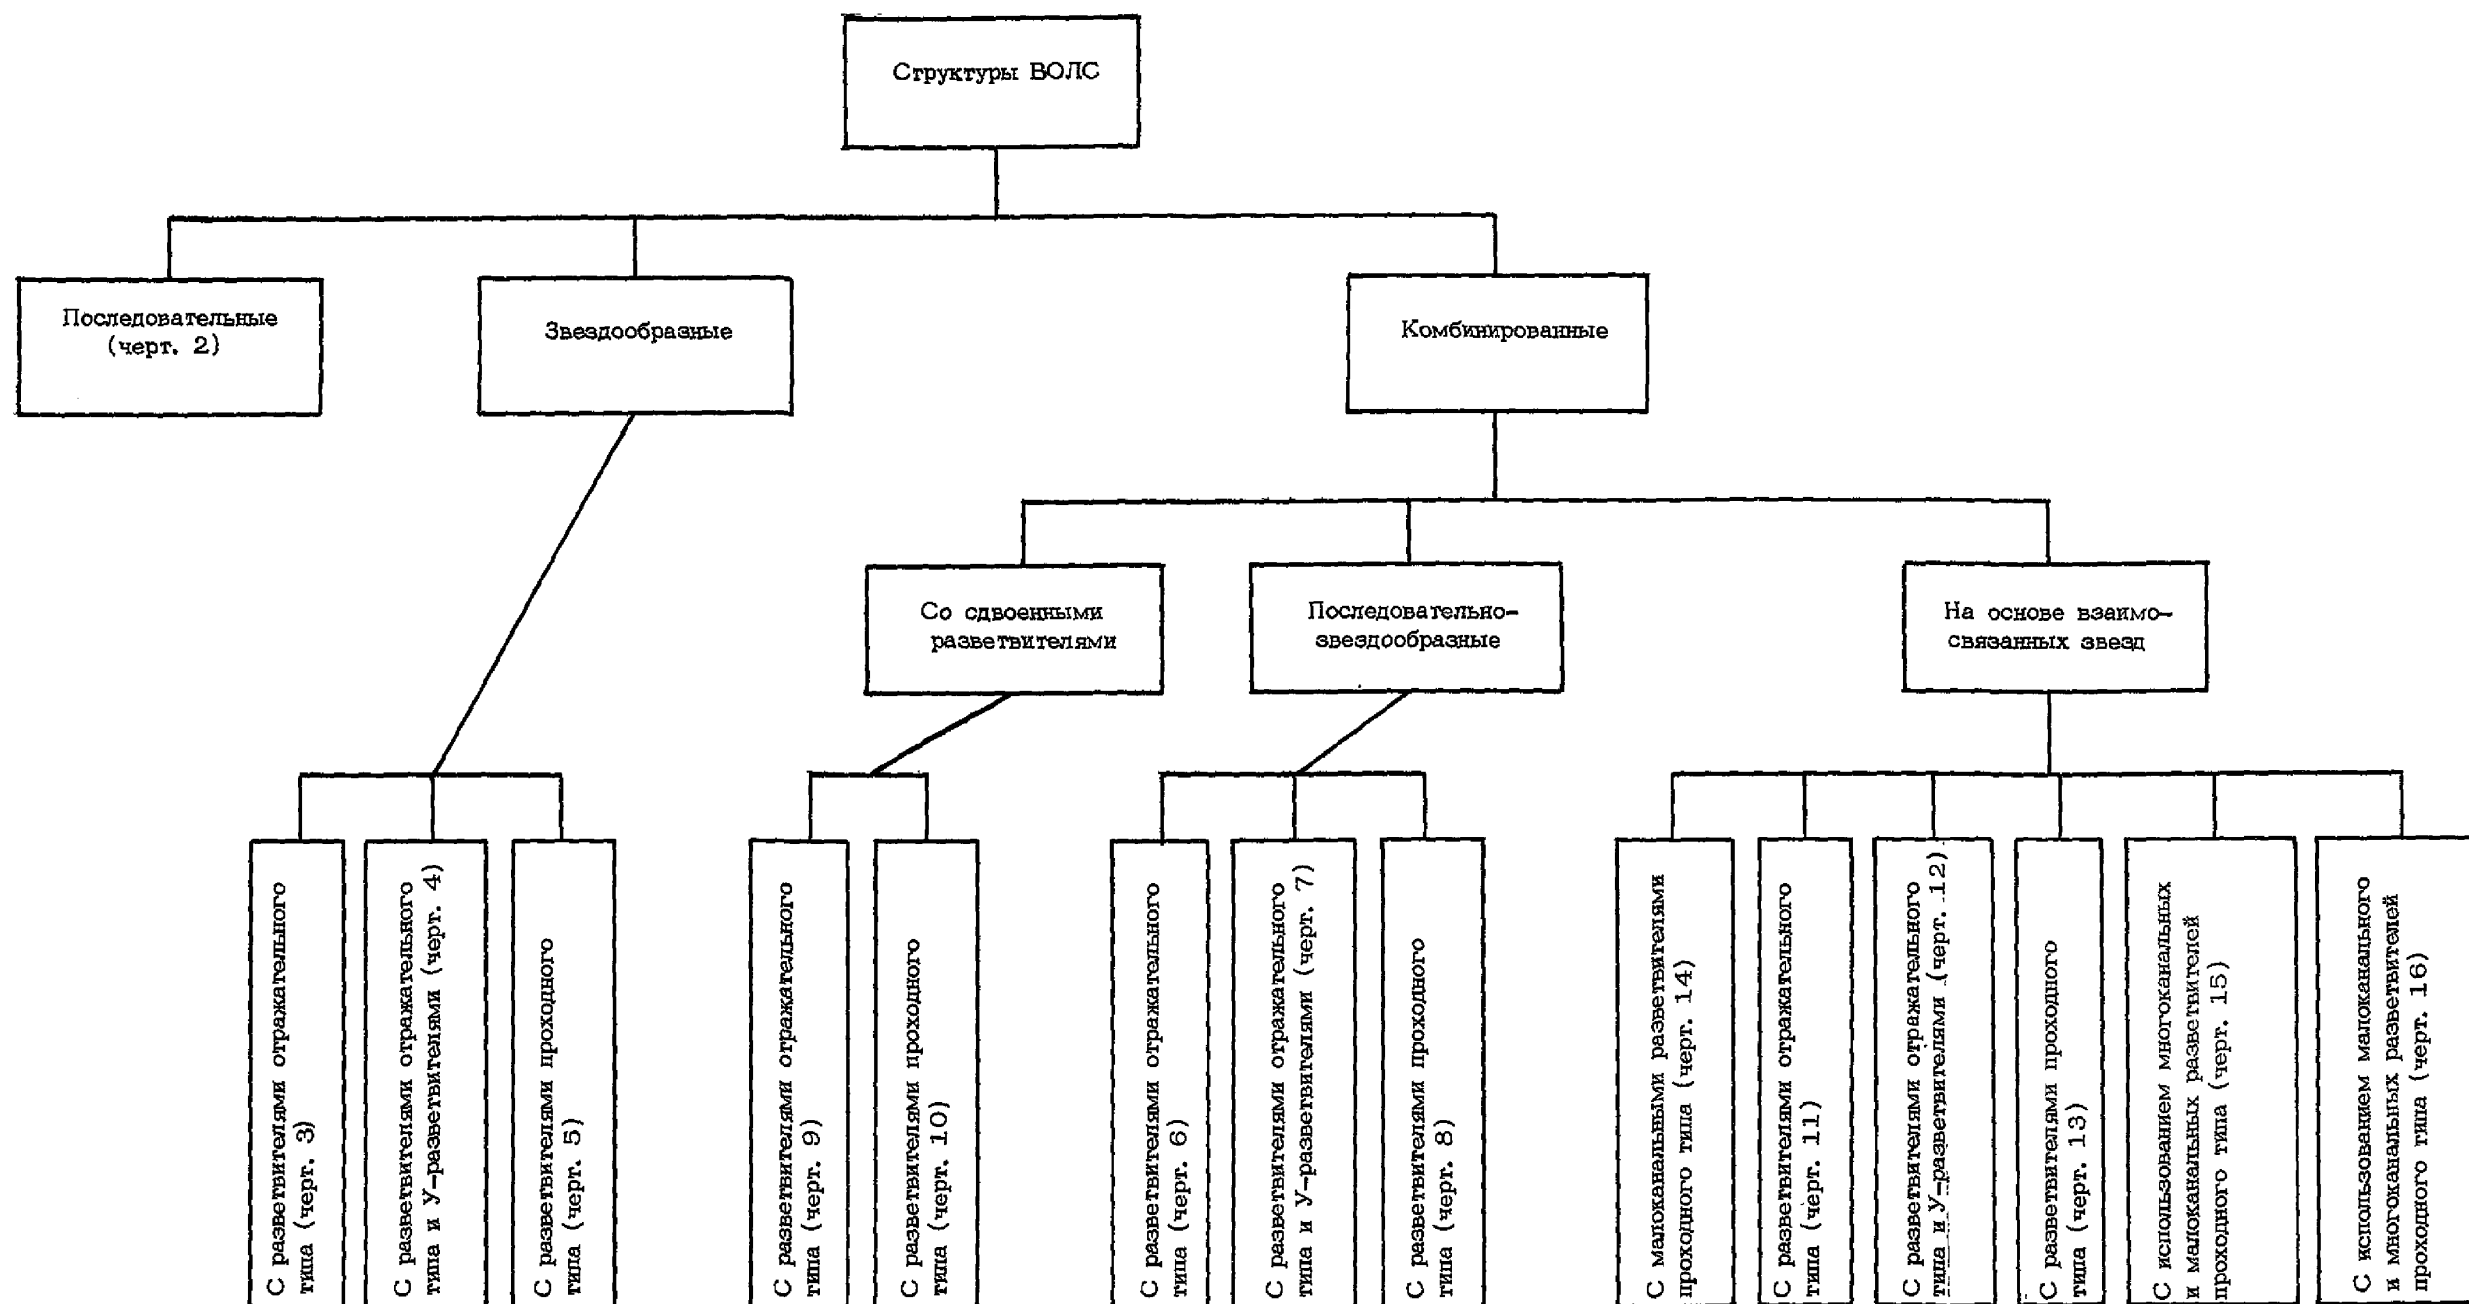 Структуры ВОЛС
Последовательные
(черт. 2)
Звездообразные
Комбинированные
Со сдвоенными
разветвителями
Последовательно-
звездообразные
На основе взаимо-
связанных звезд
С разветвителями отражательного
типа (черт. 3)
С разветвителями отражательного
типа и У-разветвителями (черт. 4)
С разветвителями проходного
типа (черт. 5)
С разветвителями отражательного
типа (черт. 9)
С разветвителями проходного
типа (черт. 10)
С разветвителями отражательного
типа (черт. 6)
С разветвителями отражательного
типа и У-разветвителями (черт. 7)
С разветвителями проходного
типа (черт. 8)
С малоканальными разветвителями
проходного типа (черт. 14)
С разветвителями отражательного
типа (черт. 11)
С разветвителями отражательного
типа и У-разветвителями (черт. 12)
С разветвителями проходного
типа (черт. 13)
С использованием многоканальных
и малоканальных разветвителей
проходного типа (черт. 15)
С использованием малоканального
и многоканальных разветвителей
проходного типа (черт. 16)